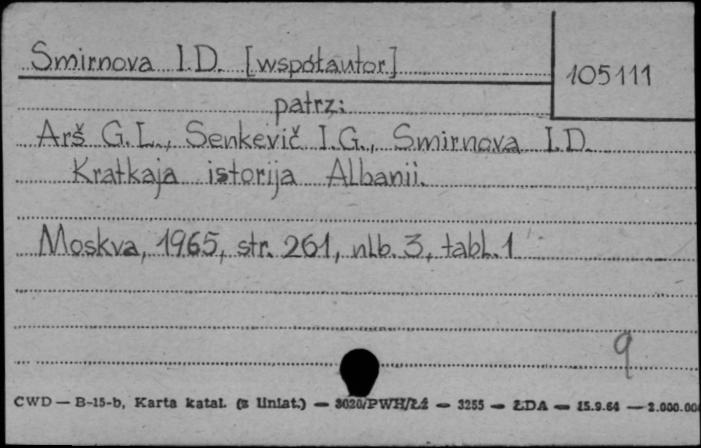 Smirnova I.D. [współautor]
105111
patrz:
Arš G.L., Senkevič I.G., Smirnova I.D.
Kratkaja istorija Albanii.
Moskva, 1965, str. 261, nlb. 3, tabl. 1
9
CWD — B-15-b, Karta katal. (z liniat.) — 3020/PWH/Łź — 3255 — ŁDA — 15.9.64 — 2.000.00